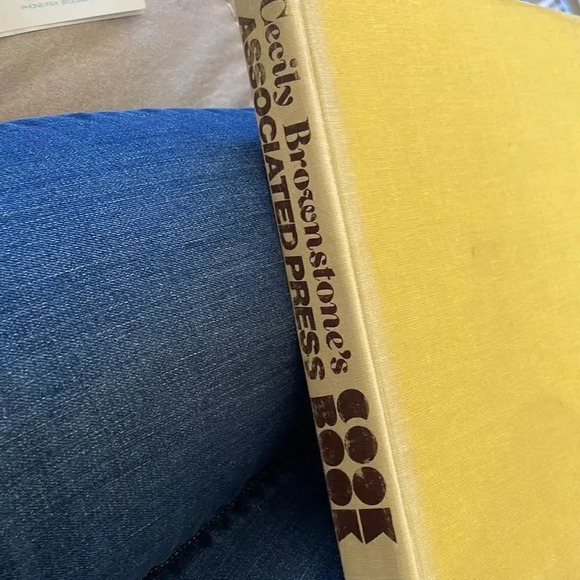 Cecily Brownstone's
ASSOCIATED PRESS
COOK
BOOK